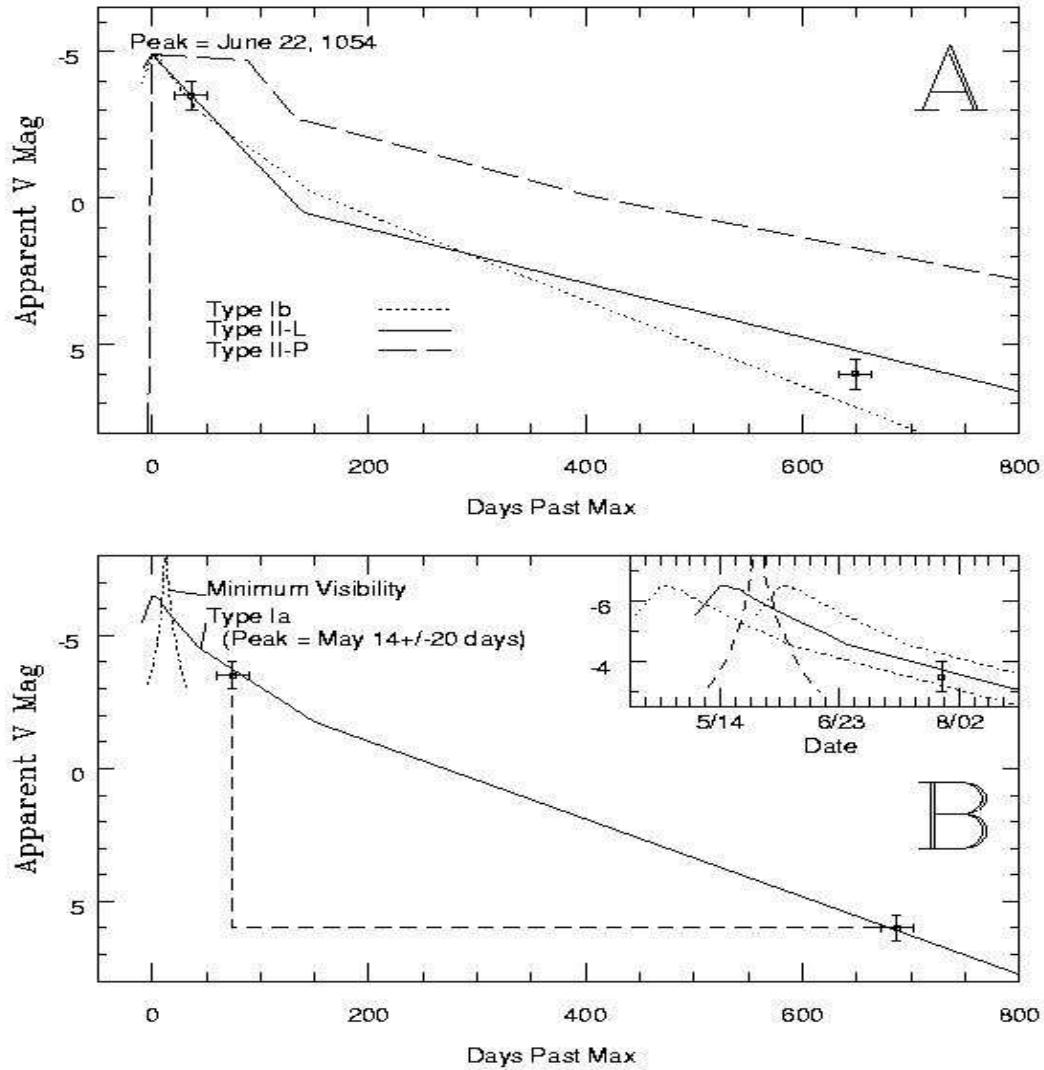 Peak = June 22, 1054
A
-5
0
5
Apparent V Mag
Type Ib
Type II-L
Type II-P
0 200 400 600 800
Days Past Max
Minimum Visibility
Type Ia
(Peak = May 14+/-20 days)
-5
0
5
Apparent V Mag
-6
-4
5/14 6/23 8/02
Date
B
0 200 400 600 800
Days Past Max